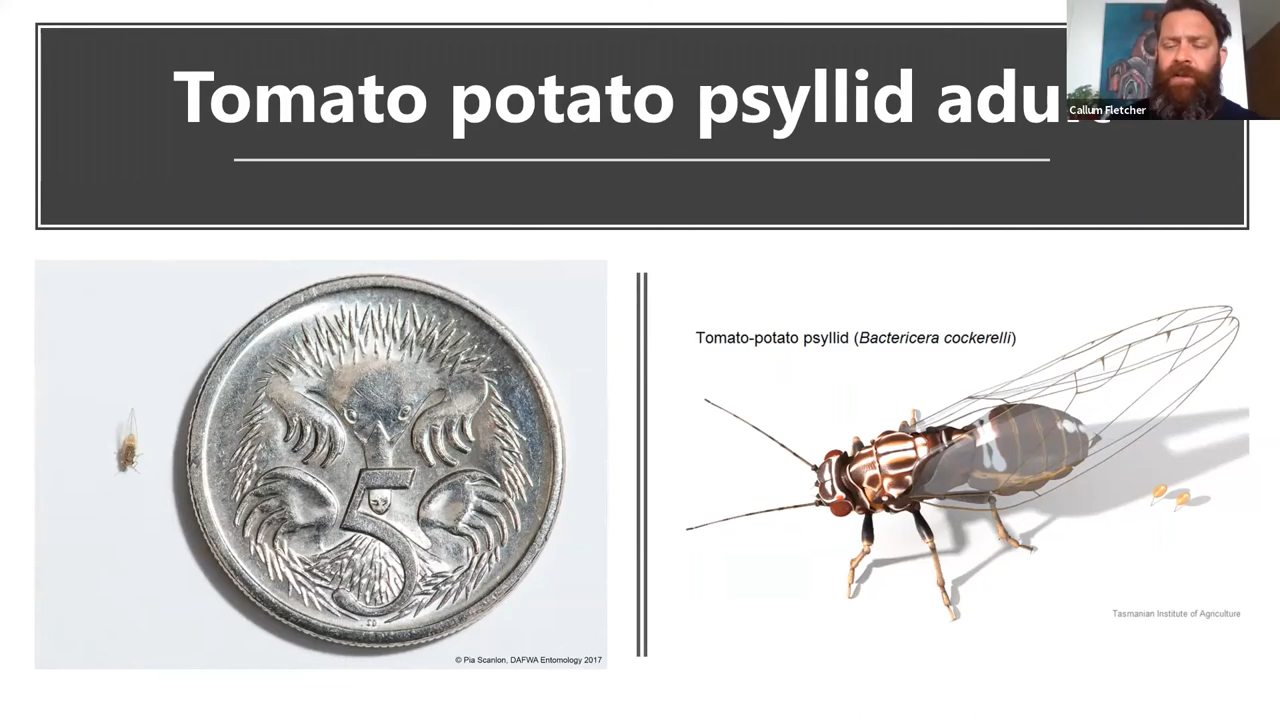 Tomato potato psyllid adu
Callum Fletcher
5
© Pia Scanlon, DAFWA Entomology 2017
Tomato-potato psyllid (Bactericera cockerelli)
Tasmanian Institute of Agriculture